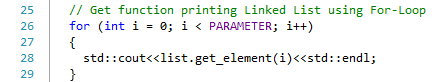 25 // Get function printing Linked List using For-Loop
26 for (int i = 0; i < PARAMETER; i++)
27 {
28 std::cout<<list.get_element(i)<<std::endl;
29 }